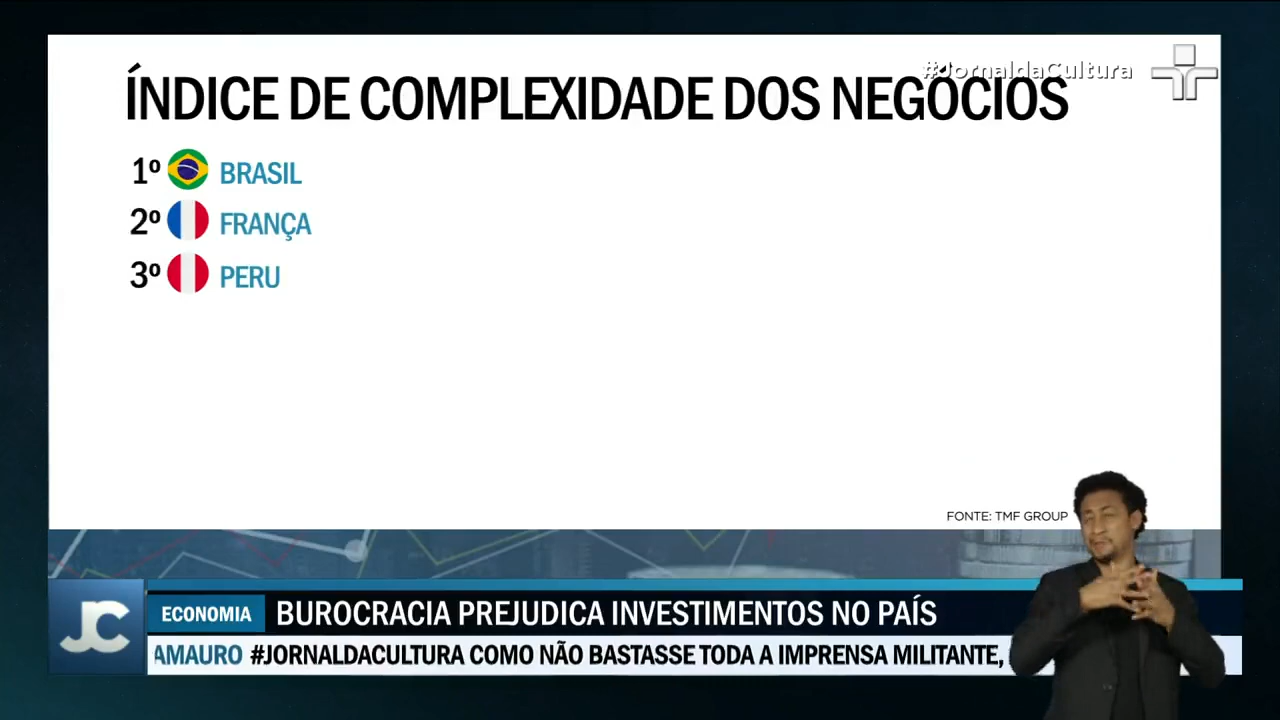 #JornaldaCultura
ÍNDICE DE COMPLEXIDADE DOS NEGÓCIOS
1º BRASIL
2º FRANÇA
3º PERU
FONTE: TMF GROUP
JC
ECONOMIA BUROCRACIA PREJUDICA INVESTIMENTOS NO PAÍS
AMAURO #JORNALDACULTURA COMO NÃO BASTASSE TODA A IMPRENSA MILITANTE,